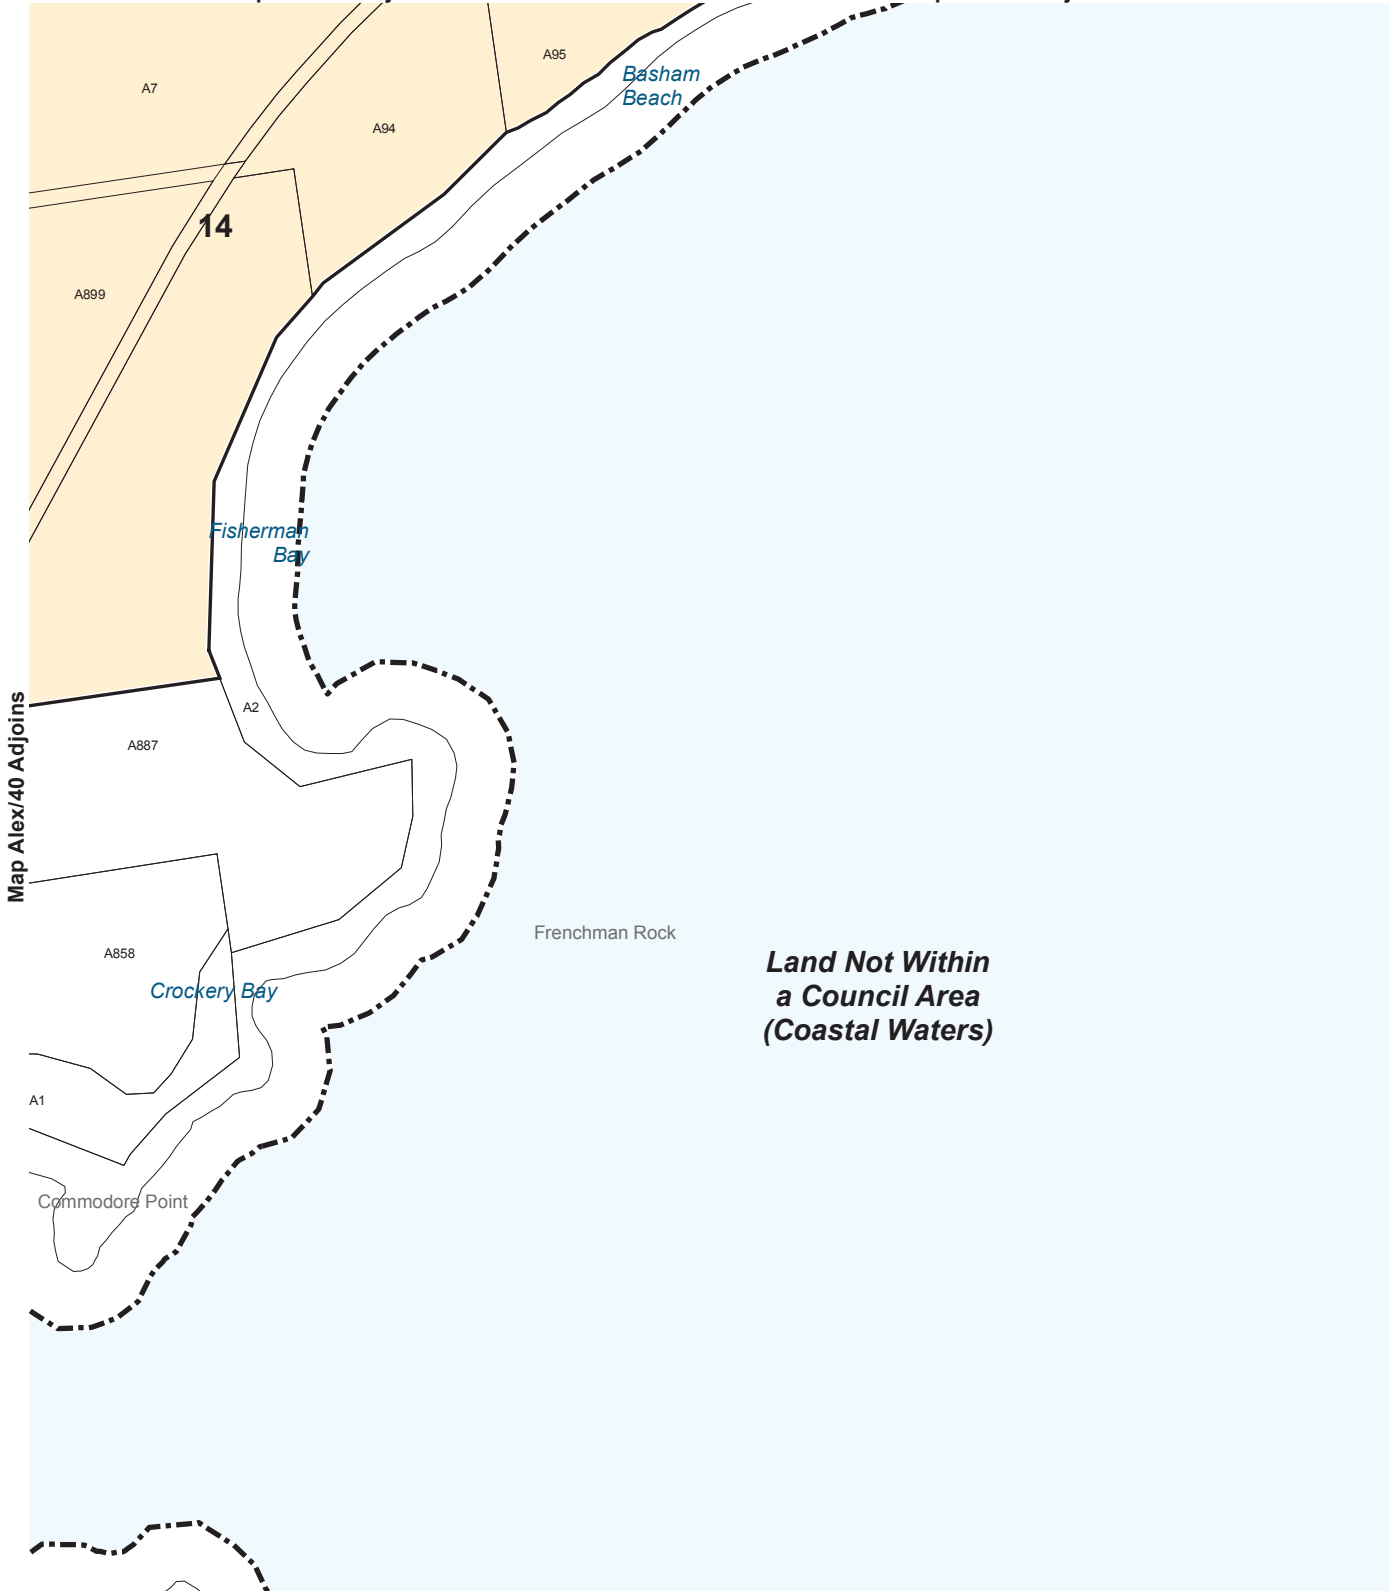 A95
Basham
Beach
A7
A94
14
A899
Fisherman
Bay
Map Alex/40 Adjoins
A2
A887
Frenchman Rock
A858
Land Not Within
a Council Area
(Coastal Waters)
Crockery Bay
A1
Commodore Point